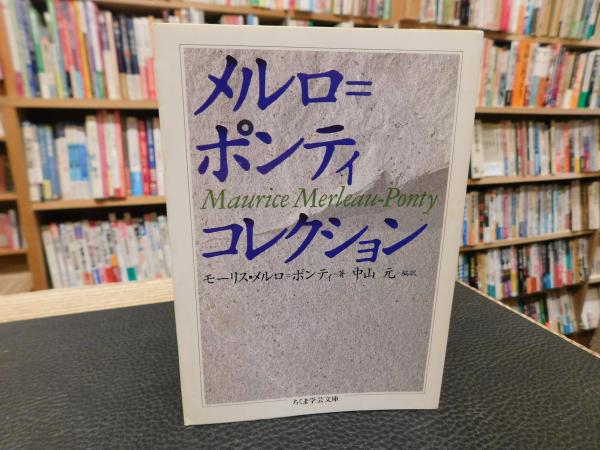 メルロ=
ポンティ
Maurice Merleau-Ponty
コレクション
モーリス・メルロ=ポンティ 著 中山 元 編訳
ちくま学芸文庫